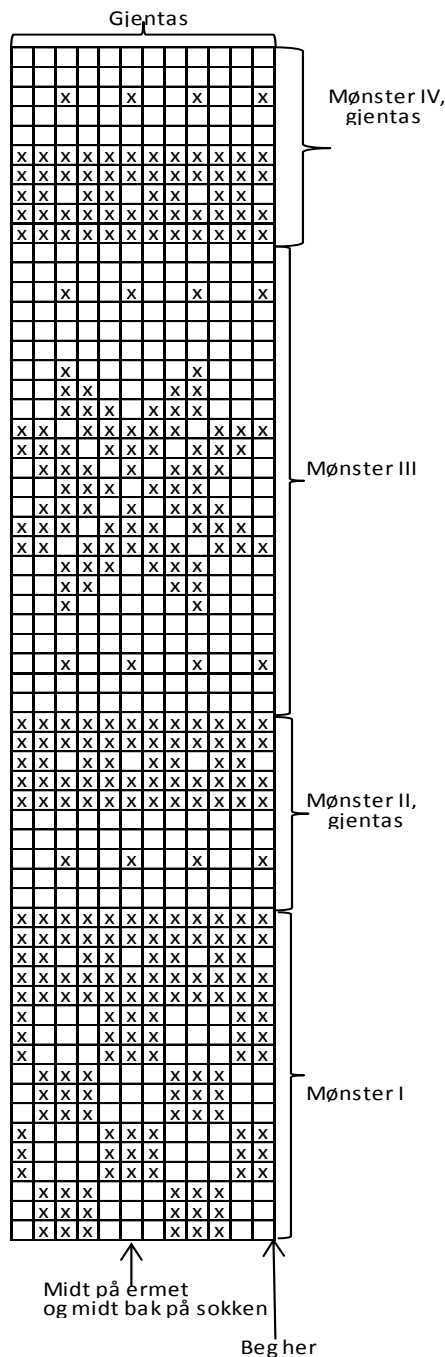 Gjentas
Mønster IV,
gjentas
Mønster III
Mønster II,
gjentas
Mønster I
Midt på ermet
og midt bak på sokken
Beg her